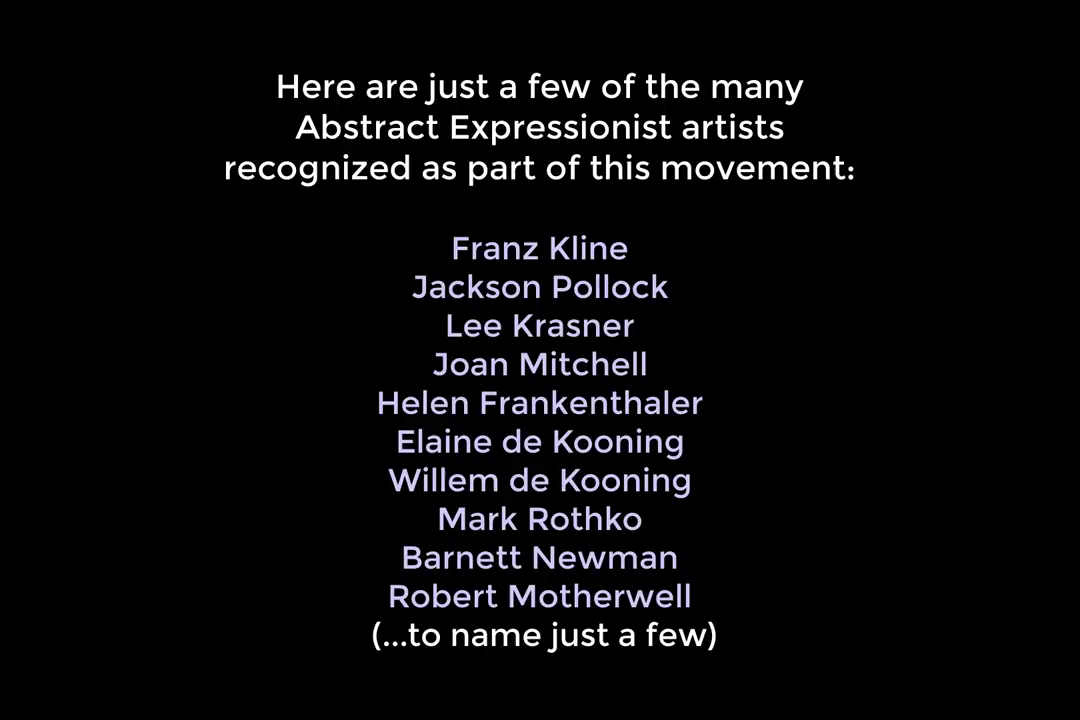 Here are just a few of the many
Abstract Expressionist artists
recognized as part of this movement:
Franz Kline
Jackson Pollock
Lee Krasner
Joan Mitchell
Helen Frankenthaler
Elaine de Kooning
Willem de Kooning
Mark Rothko
Barnett Newman
Robert Motherwell
(...to name just a few)